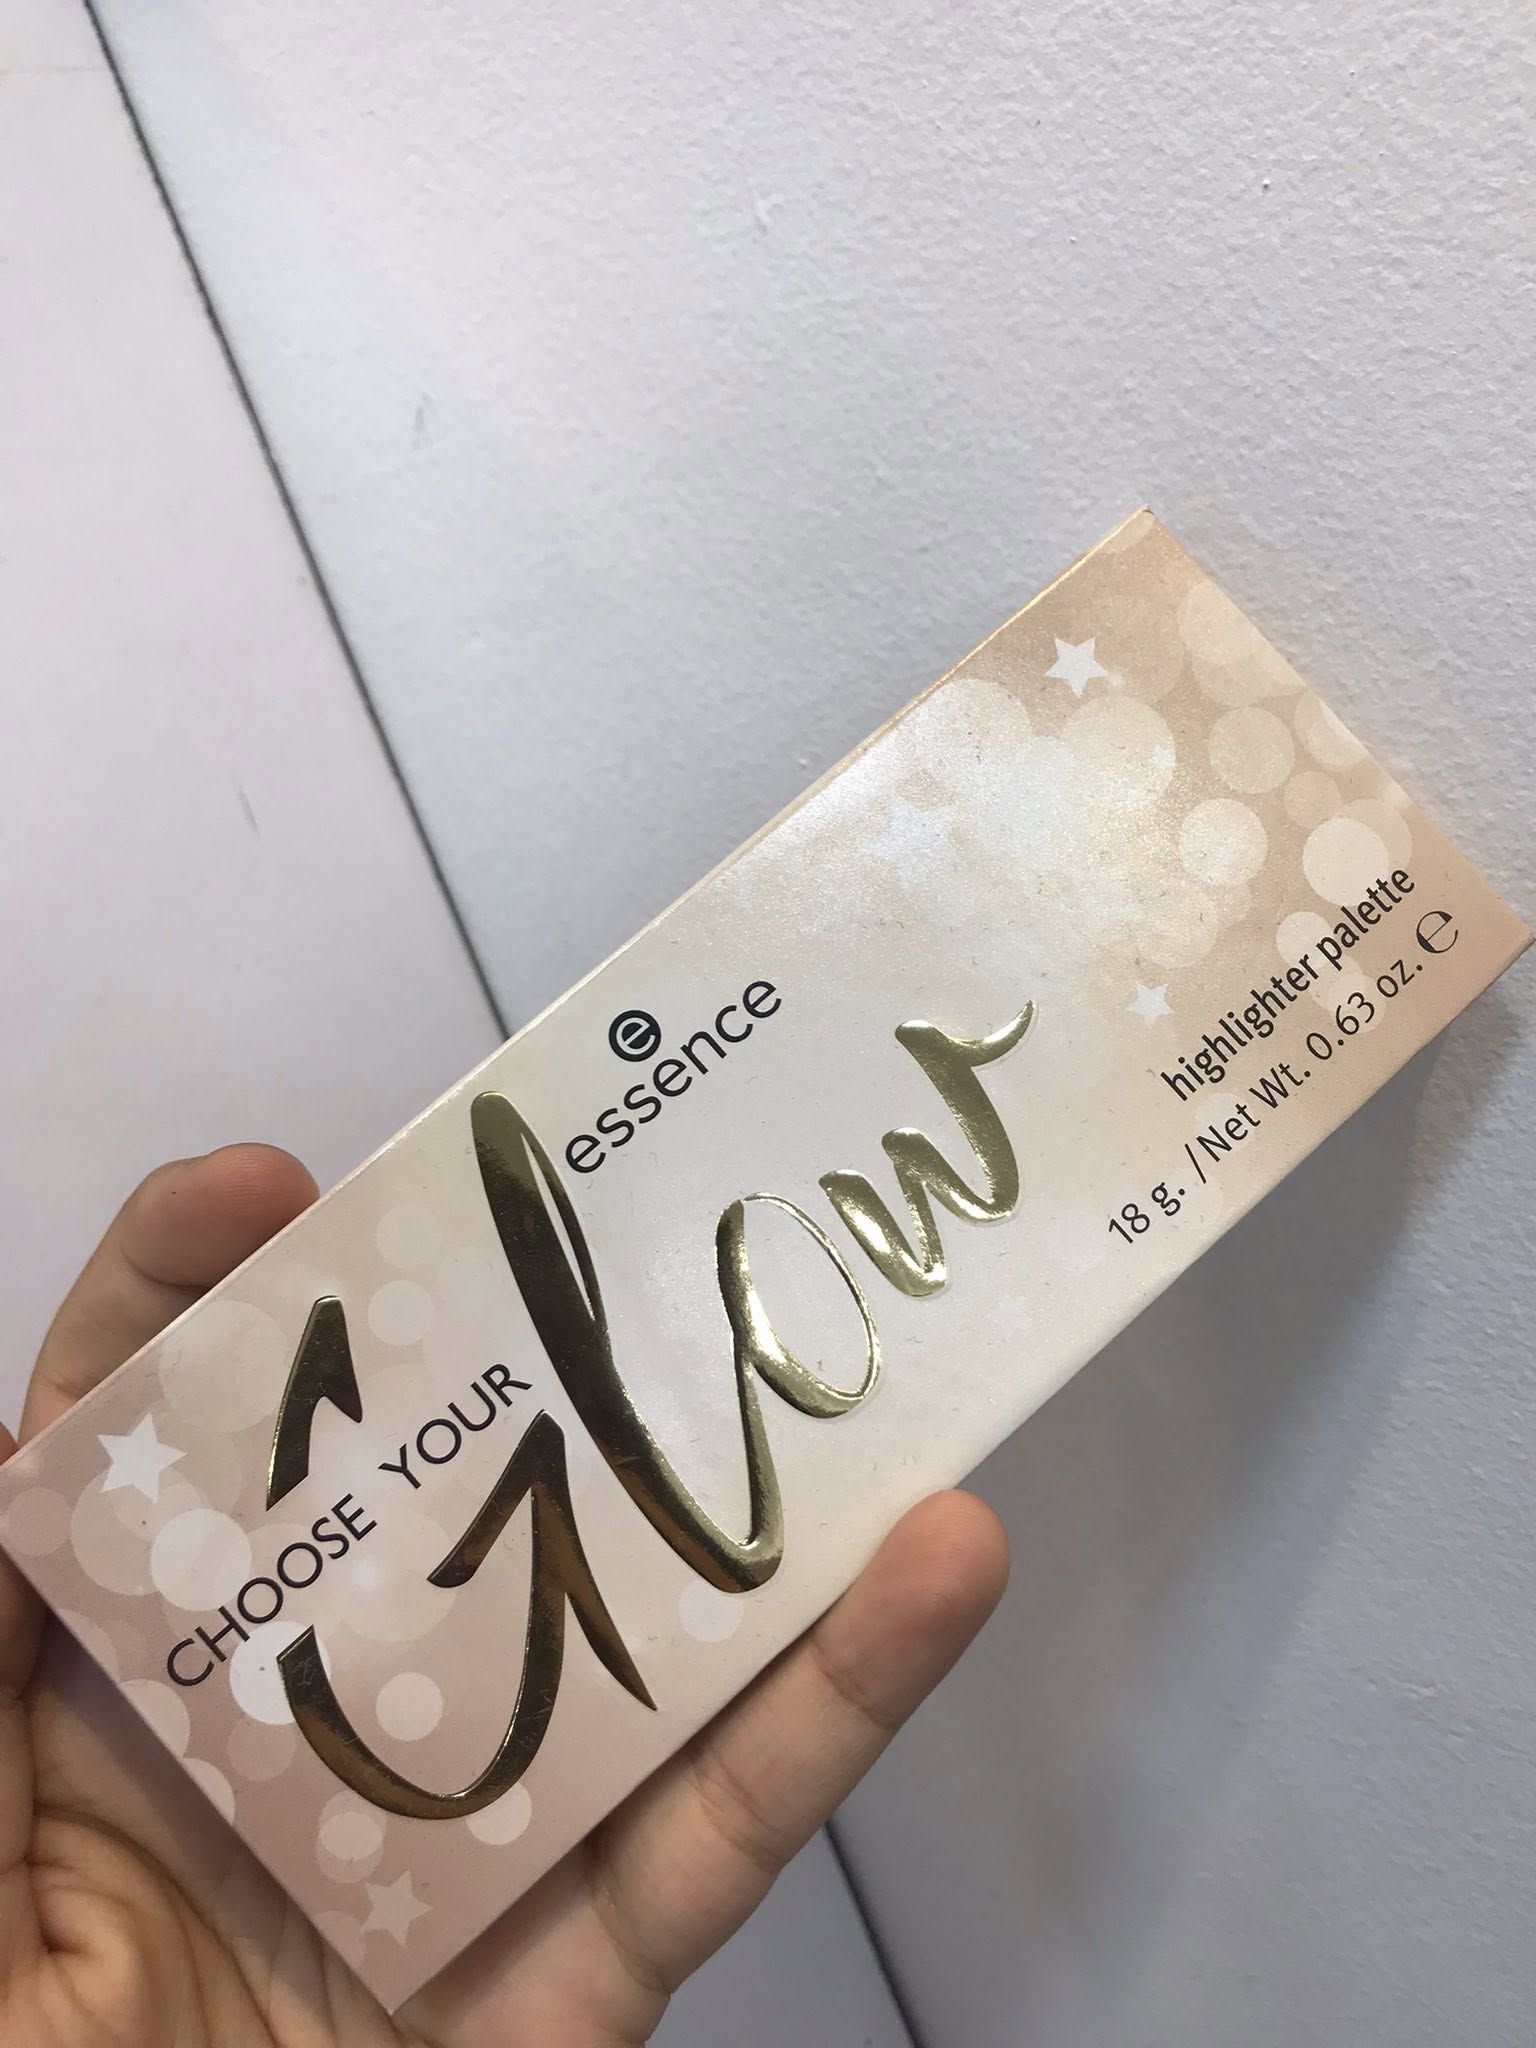 e
essence
CHOOSE YOUR
Glow
highlighter palette
18 g. / Net Wt. 0.63 oz. ℮